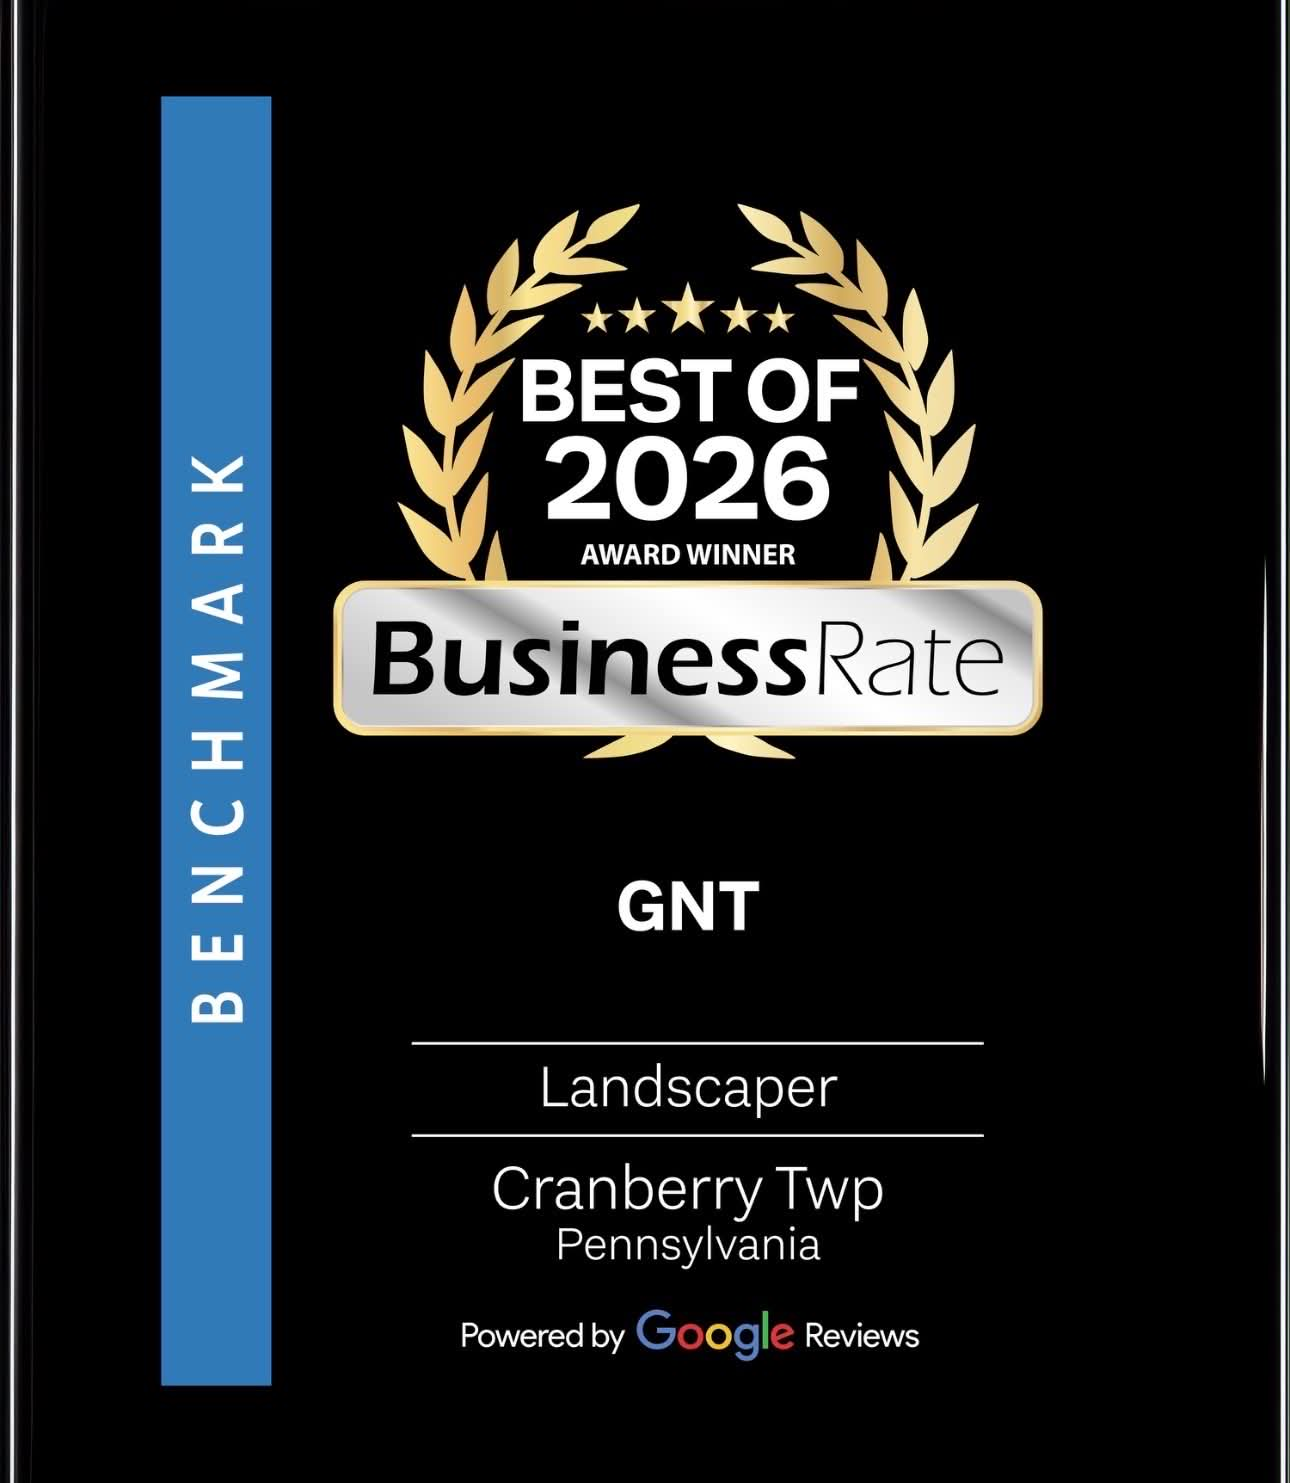 BENCHMARK
BEST OF
2026
AWARD WINNER
BusinessRate
GNT
Landscaper
Cranberry Twp
Pennsylvania
Powered by Google Reviews